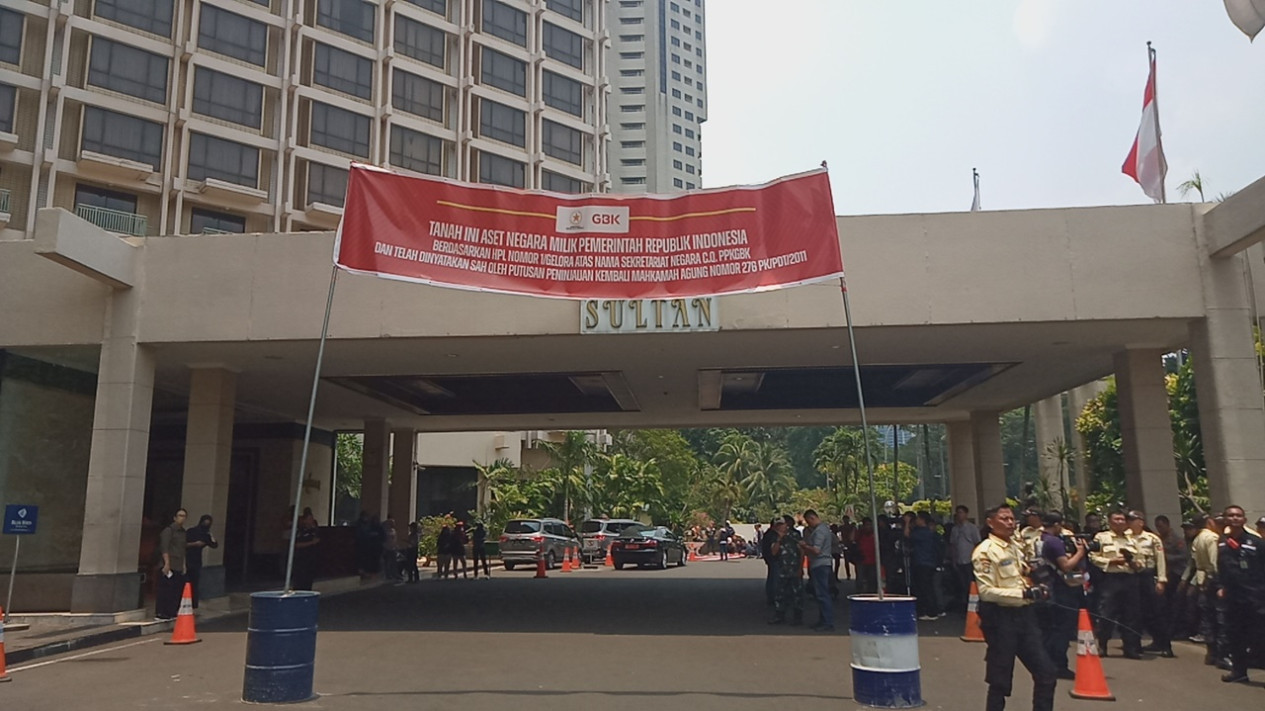 GBK
TANAH INI ASET NEGARA MILIK PEMERINTAH REPUBLIK INDONESIA
BERDASARKAN HPL NOMOR 1/GELORA ATAS NAMA SEKRETARIAT NEGARA C.Q. PPKGBK
DAN TELAH DINYATAKAN SAH OLEH PUTUSAN PENINJAUAN KEMBALI MAHKAMAH AGUNG NOMOR 276 PK/PDT/2011
SULTAN